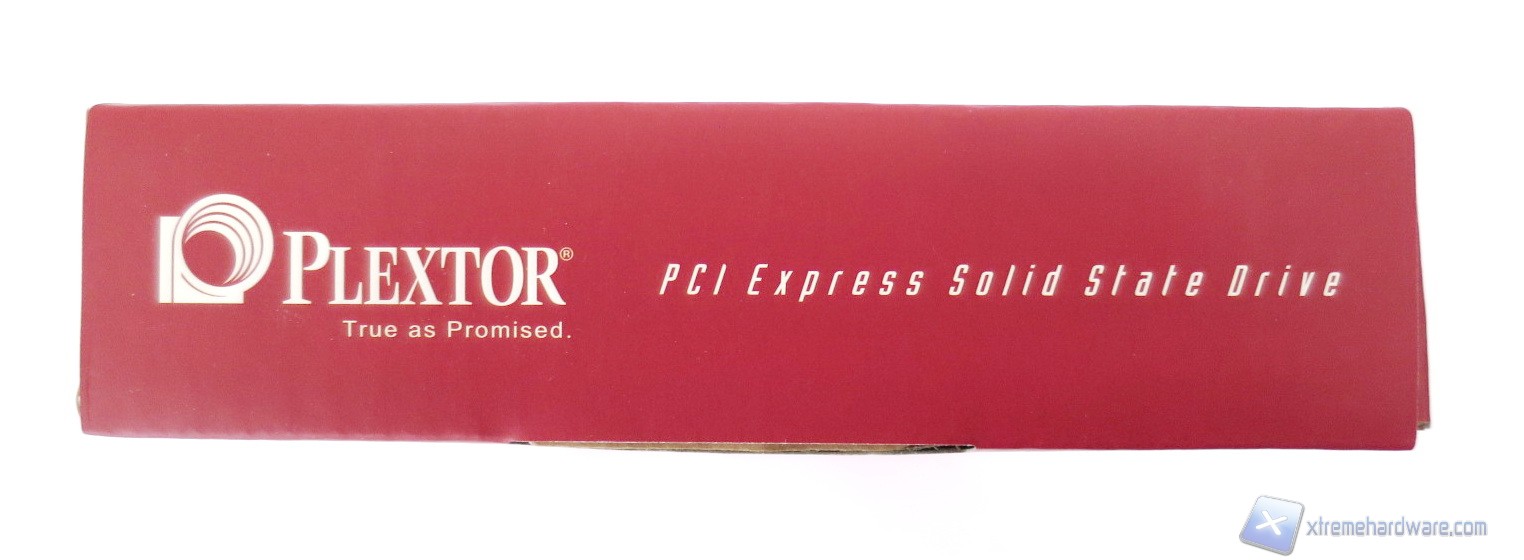 PLEXTOR®
True as Promised.
PCI Express Solid State Drive
xtremehardware.com